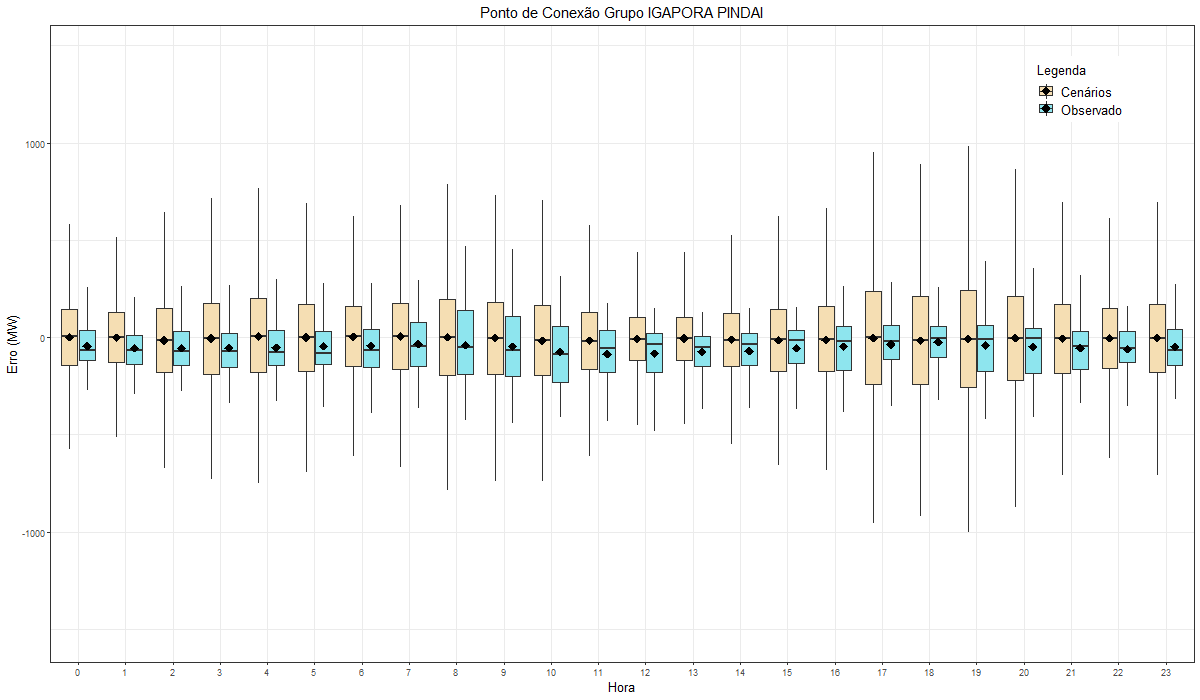 Ponto de Conexão Grupo IGAPORA PINDAI
Legenda
Cenários
Observado
1000
0
-1000
Erro (MW)
0 1 2 3 4 5 6 7 8 9 10 11 12 13 14 15 16 17 18 19 20 21 22 23
Hora